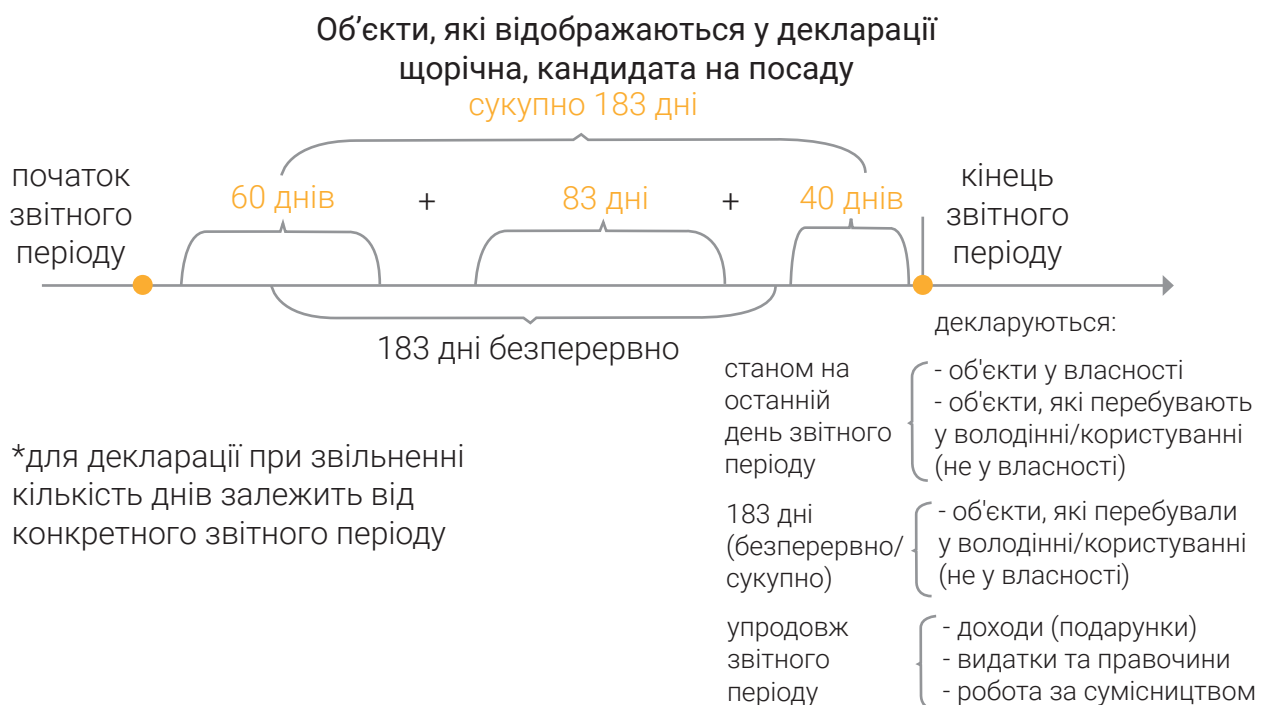 Об’єкти, які відображаються у декларації
щорічна, кандидата на посаду
сукупно 183 дні
початок
звітного
періоду
60 днів + 83 дні + 40 днів
кінець
звітного
періоду
183 дні безперервно
*для декларації при звільненні
кількість днів залежить від
конкретного звітного періоду
декларуються:
станом на
останній
день звітного
періоду
- об'єкти у власності
- об'єкти, які перебувають
у володінні/користуванні
(не у власності)
183 дні
(безперервно/
сукупно)
- об'єкти, які перебували
у володінні/користуванні
(не у власності)
упродовж
звітного
періоду
- доходи (подарунки)
- видатки та правочини
- робота за сумісництвом